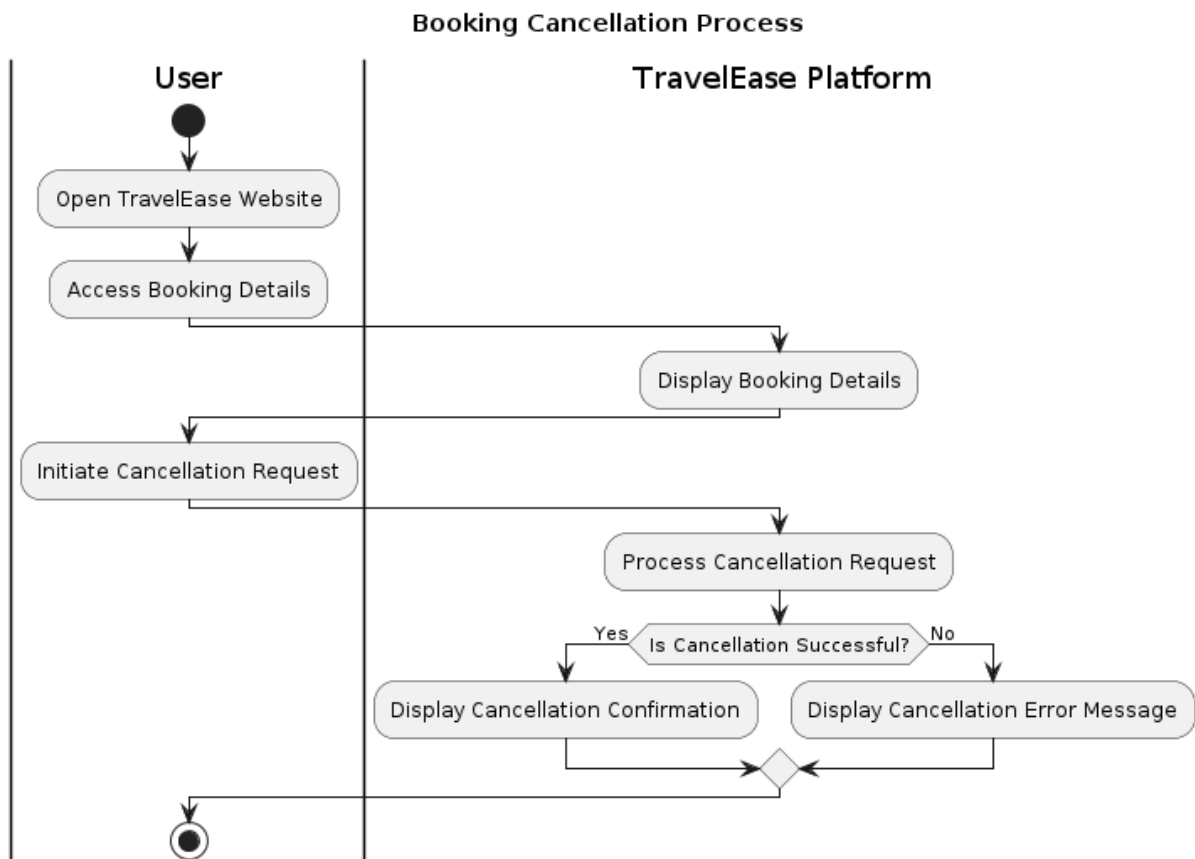 Booking Cancellation Process
User
TravelEase Platform
Open TravelEase Website
Access Booking Details
Display Booking Details
Initiate Cancellation Request
Process Cancellation Request
Yes
Is Cancellation Successful?
No
Display Cancellation Confirmation
Display Cancellation Error Message